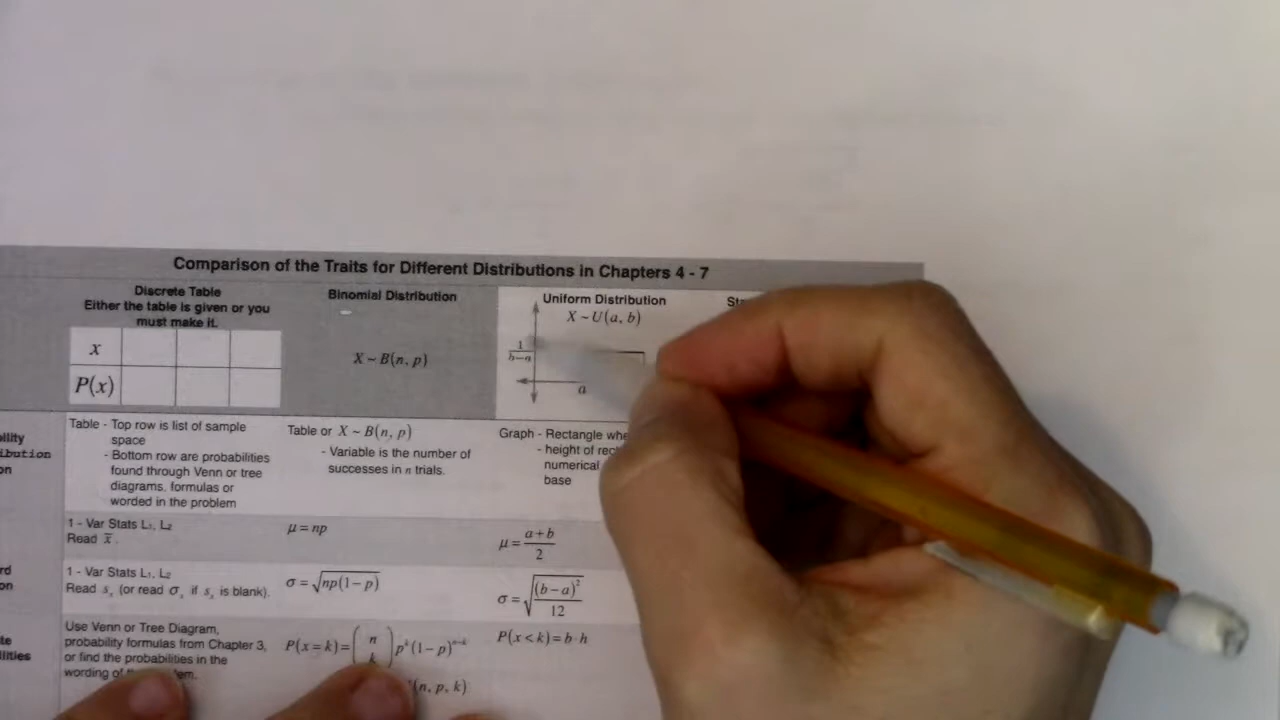 Comparison of the Traits for Different Distributions in Chapters 4 - 7
Discrete Table
Either the table is given or you
must make it.
x
P(x)
Binomial Distribution
X ~ B(n, p)
Uniform Distribution
X ~ U(a, b)
1
b-a
a
Table - Top row is list of sample
space
- Bottom row are probabilities
found through Venn or tree
diagrams, formulas or
worded in the problem
Table or X ~ B(n, p)
- Variable is the number of
successes in n trials.
Graph - Rectangle
- height of
numerical
base
1 - Var Stats L₁, L₂
Read x̅.
μ = np
μ = (a+b)/2
1 - Var Stats L₁, L₂
Read sₓ (or read σₓ if sₓ is blank).
σ = √(np(1-p))
σ = √((b-a)²/12)
Use Venn or Tree Diagram,
probability formulas from Chapter 3,
or find the probabilities in the
wording of
P(x = k) = (n k) pᵏ(1-p)ⁿ⁻ᵏ
(n, p, k)
P(x < k) = b·h